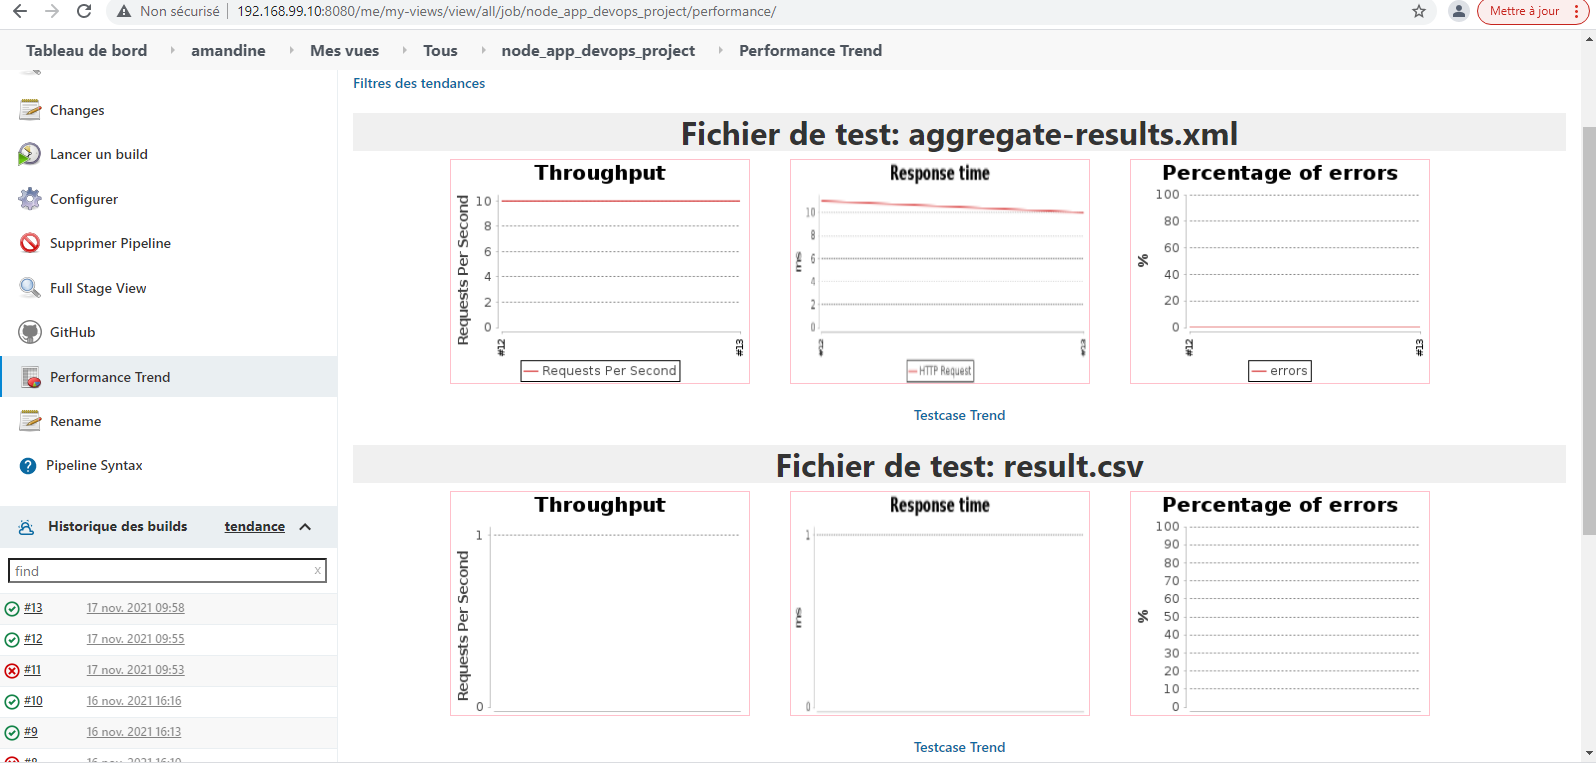 Non sécurisé 192.168.99.10:8080/me/my-views/view/all/job/node_app_devops_project/performance/ Mettre à jour
Tableau de bord amandine Mes vues Tous node_app_devops_project Performance Trend
Changes
Lancer un build
Configurer
Supprimer Pipeline
Full Stage View
GitHub
Performance Trend
Rename
Pipeline Syntax
Historique des builds tendance
find x
#13 17 nov. 2021 09:58
#12 17 nov. 2021 09:55
#11 17 nov. 2021 09:53
#10 16 nov. 2021 16:16
#9 16 nov. 2021 16:13
#8 16 nov. 2021 16:10
Filtres des tendances
Fichier de test: aggregate-results.xml
Throughput
Requests Per Second
10
8
6
4
2
0
#12 #13
Requests Per Second
Response time
ms
10
8
6
4
2
0
#12 #13
HTTP Request
Percentage of errors
%
100
80
60
40
20
0
#12 #13
errors
Testcase Trend
Fichier de test: result.csv
Throughput
Requests Per Second
1
0
Response time
ms
1
0
Percentage of errors
%
100
90
80
70
60
50
40
30
20
10
0
Testcase Trend